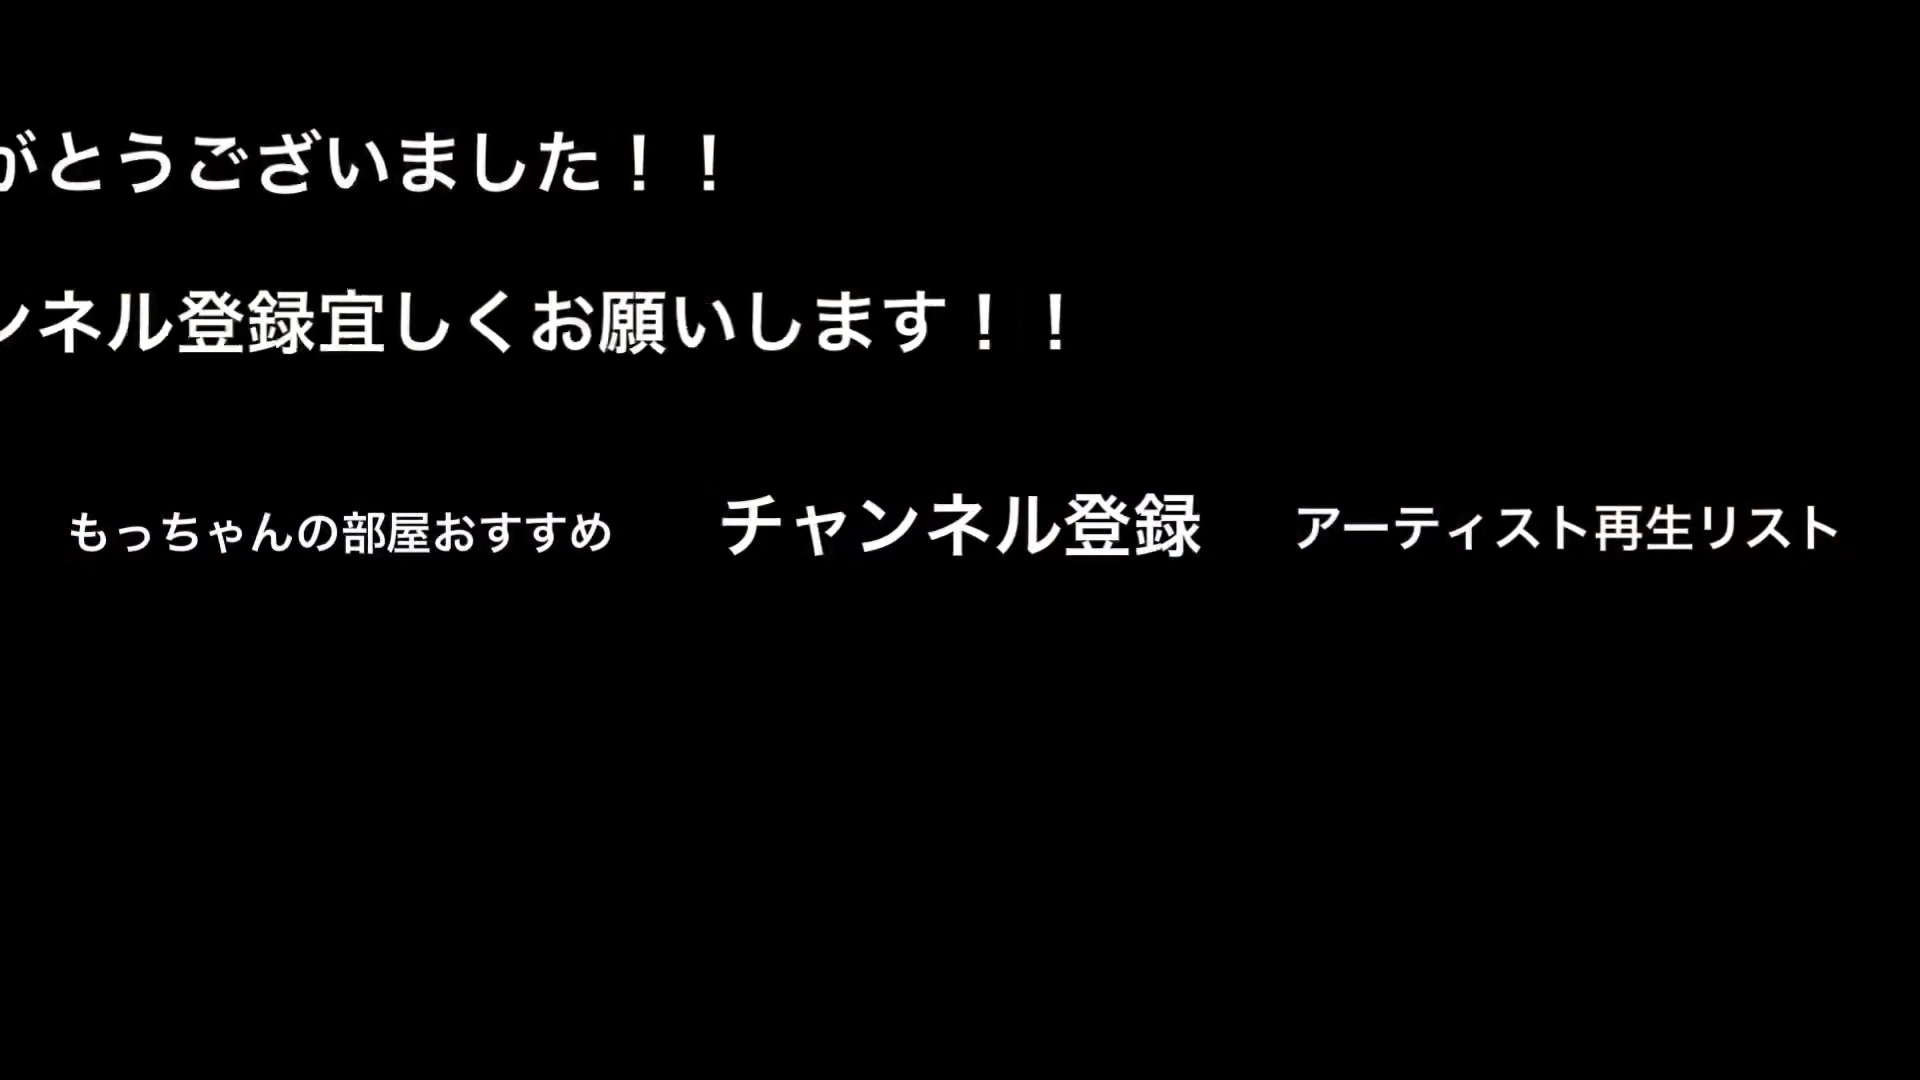 がとうございました！！
ンネル登録宜しくお願いします！！
もっちゃんの部屋おすすめ
チャンネル登録
アーティスト再生リスト